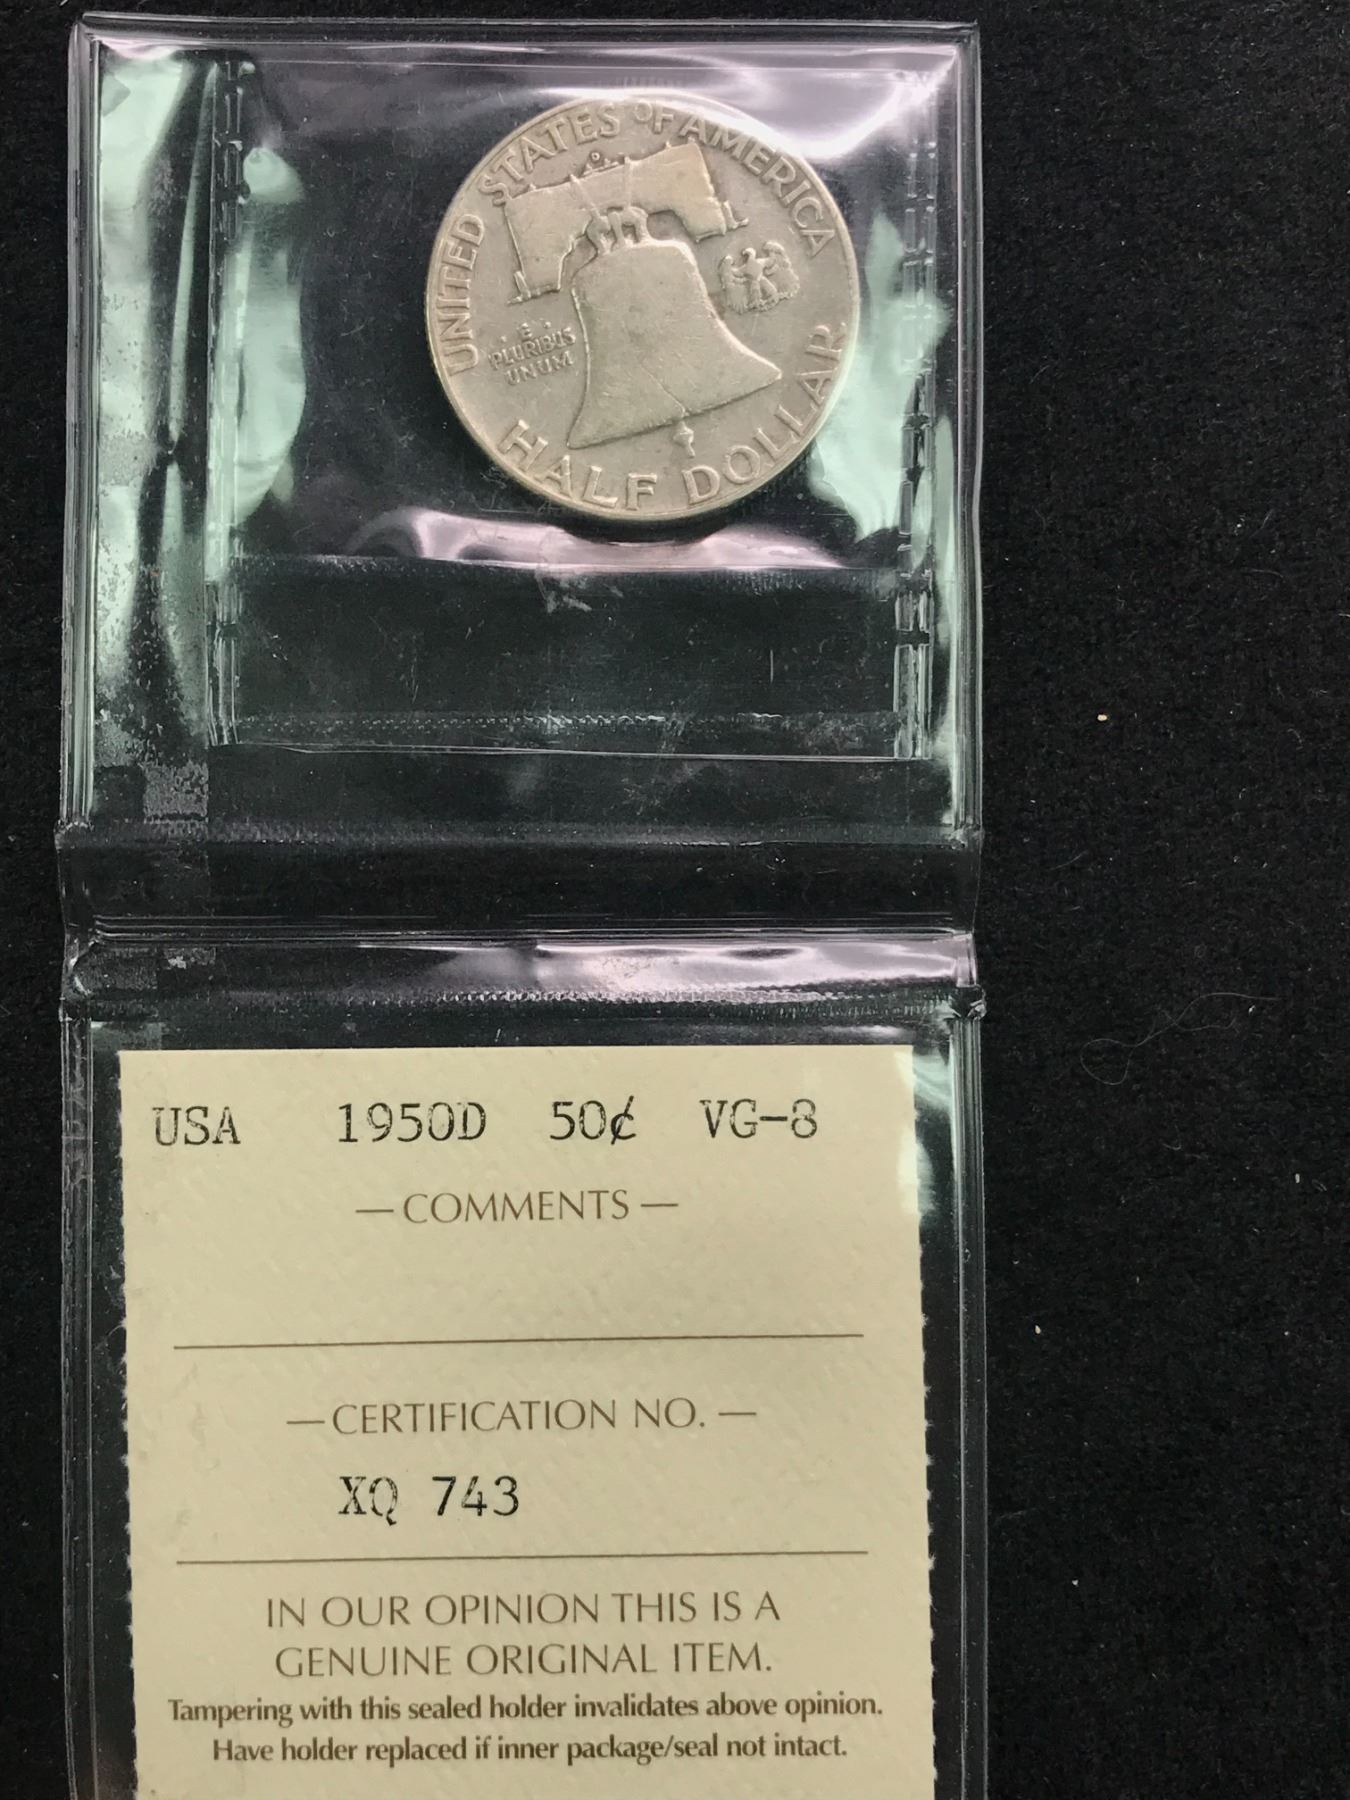 UNITED STATES OF AMERICA
D
E
PLURIBUS
UNUM
HALF DOLLAR
USA 1950D 50¢ VG-8
— COMMENTS —
— CERTIFICATION NO. —
XQ 743
IN OUR OPINION THIS IS A
GENUINE ORIGINAL ITEM.
Tampering with this sealed holder invalidates above opinion.
Have holder replaced if inner package/seal not intact.